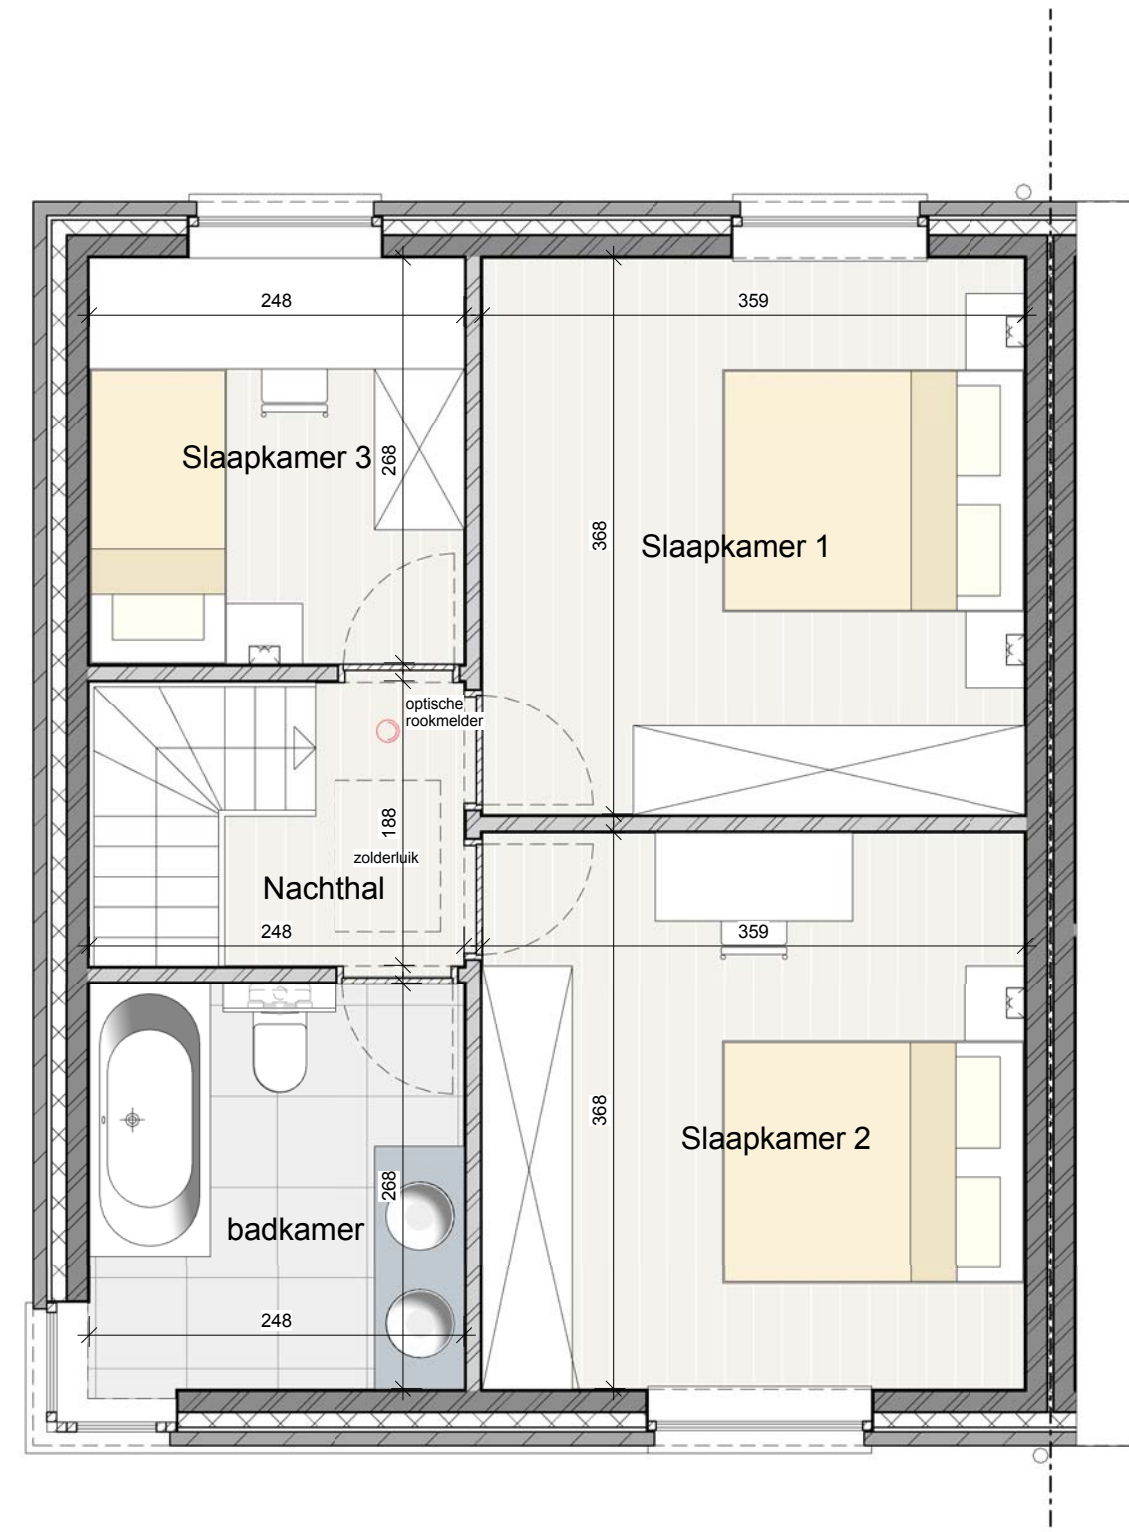 248
359
Slaapkamer 3
268
368
Slaapkamer 1
optische
rookmelder
188
zolderluik
Nachthal
248
359
368
Slaapkamer 2
268
badkamer
248